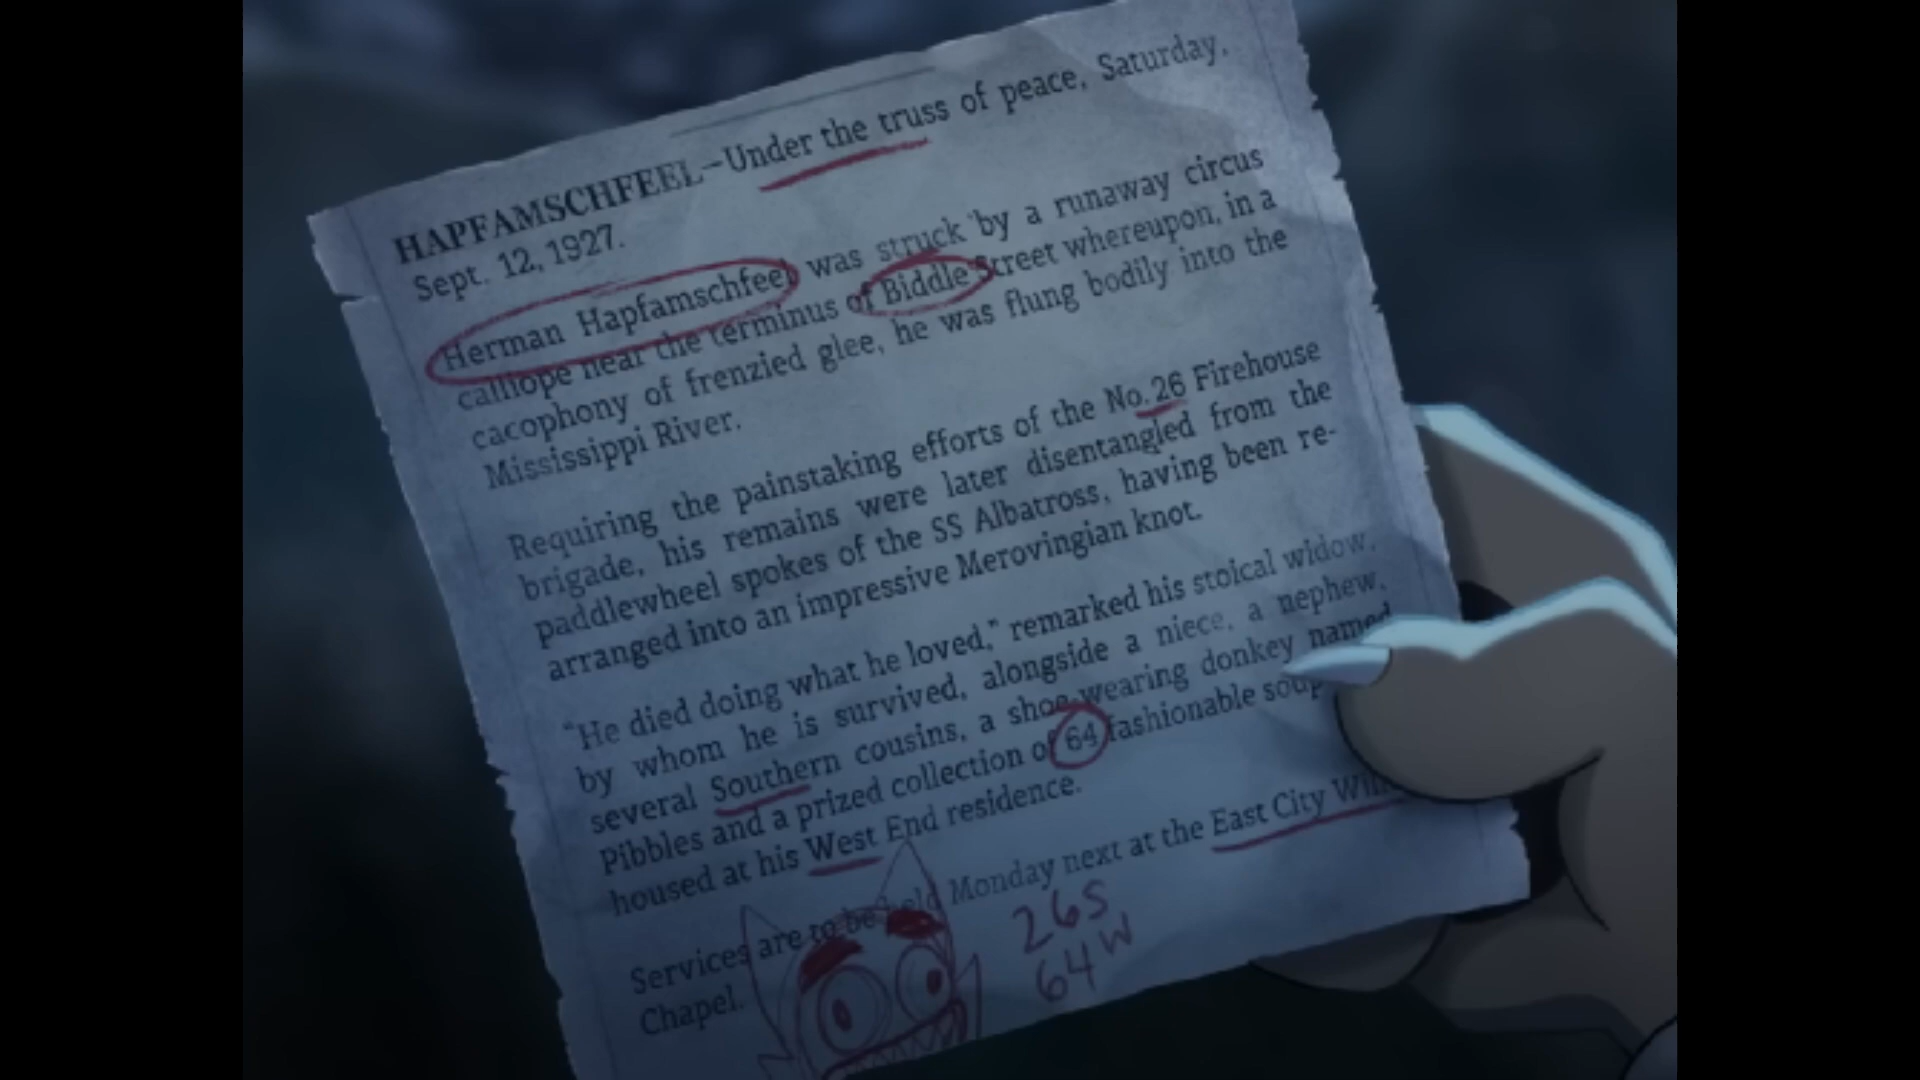 HAPFAMSCHFEEL—Under the truss of peace, Saturday,
Sept. 12, 1927.
Herman Hapfamschfeel was struck by a runaway circus
calliope near the terminus of Biddle Street whereupon, in a
cacophony of frenzied glee, he was flung bodily into the
Mississippi River.
Requiring the painstaking efforts of the No. 26 Firehouse
brigade, his remains were later disentangled from the
paddlewheel spokes of the SS Albatross, having been re-
arranged into an impressive Merovingian knot.
"He died doing what he loved," remarked his stoical widow,
by whom he is survived, alongside a niece, a nephew,
several Southern cousins, a shoe-wearing donkey named
Pibbles and a prized collection of 64 fashionable soup
housed at his West End residence.
Services are to be held Monday next at the East City
Chapel.
26S
64W